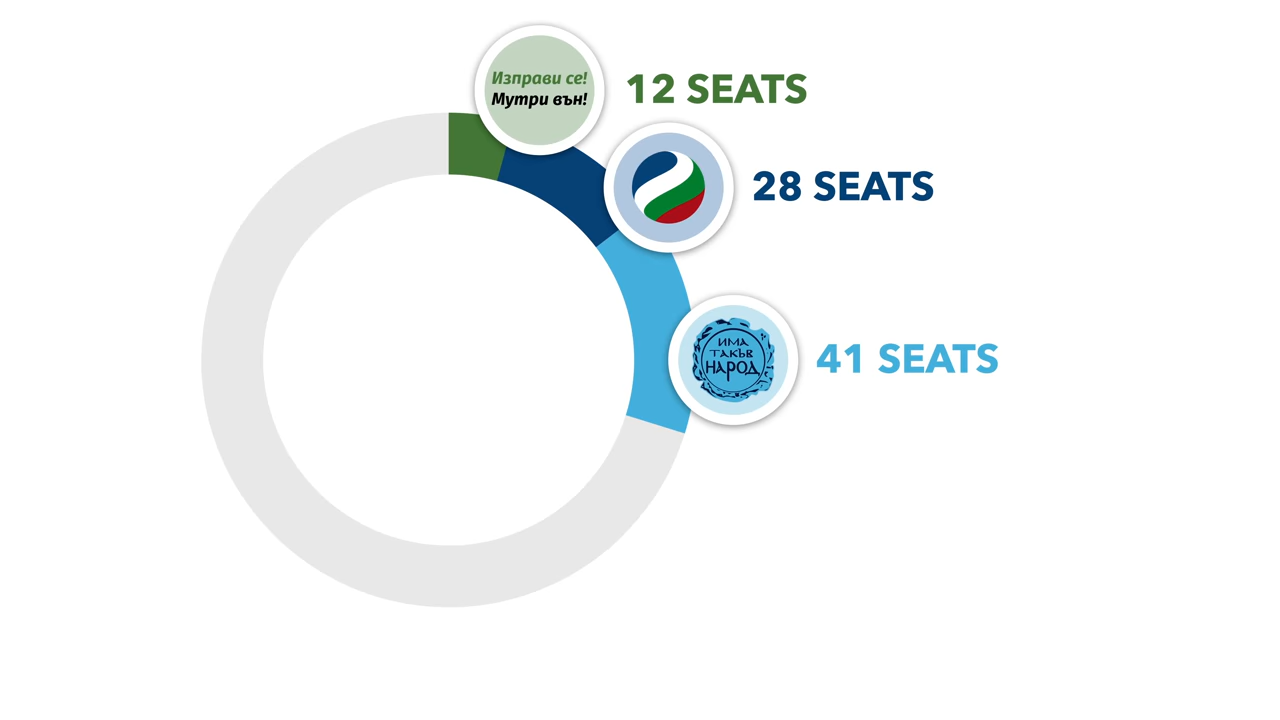 Изправи се!
Мутри вън!
12 SEATS
28 SEATS
ИМА
ТАКЪВ
НАРОД
41 SEATS